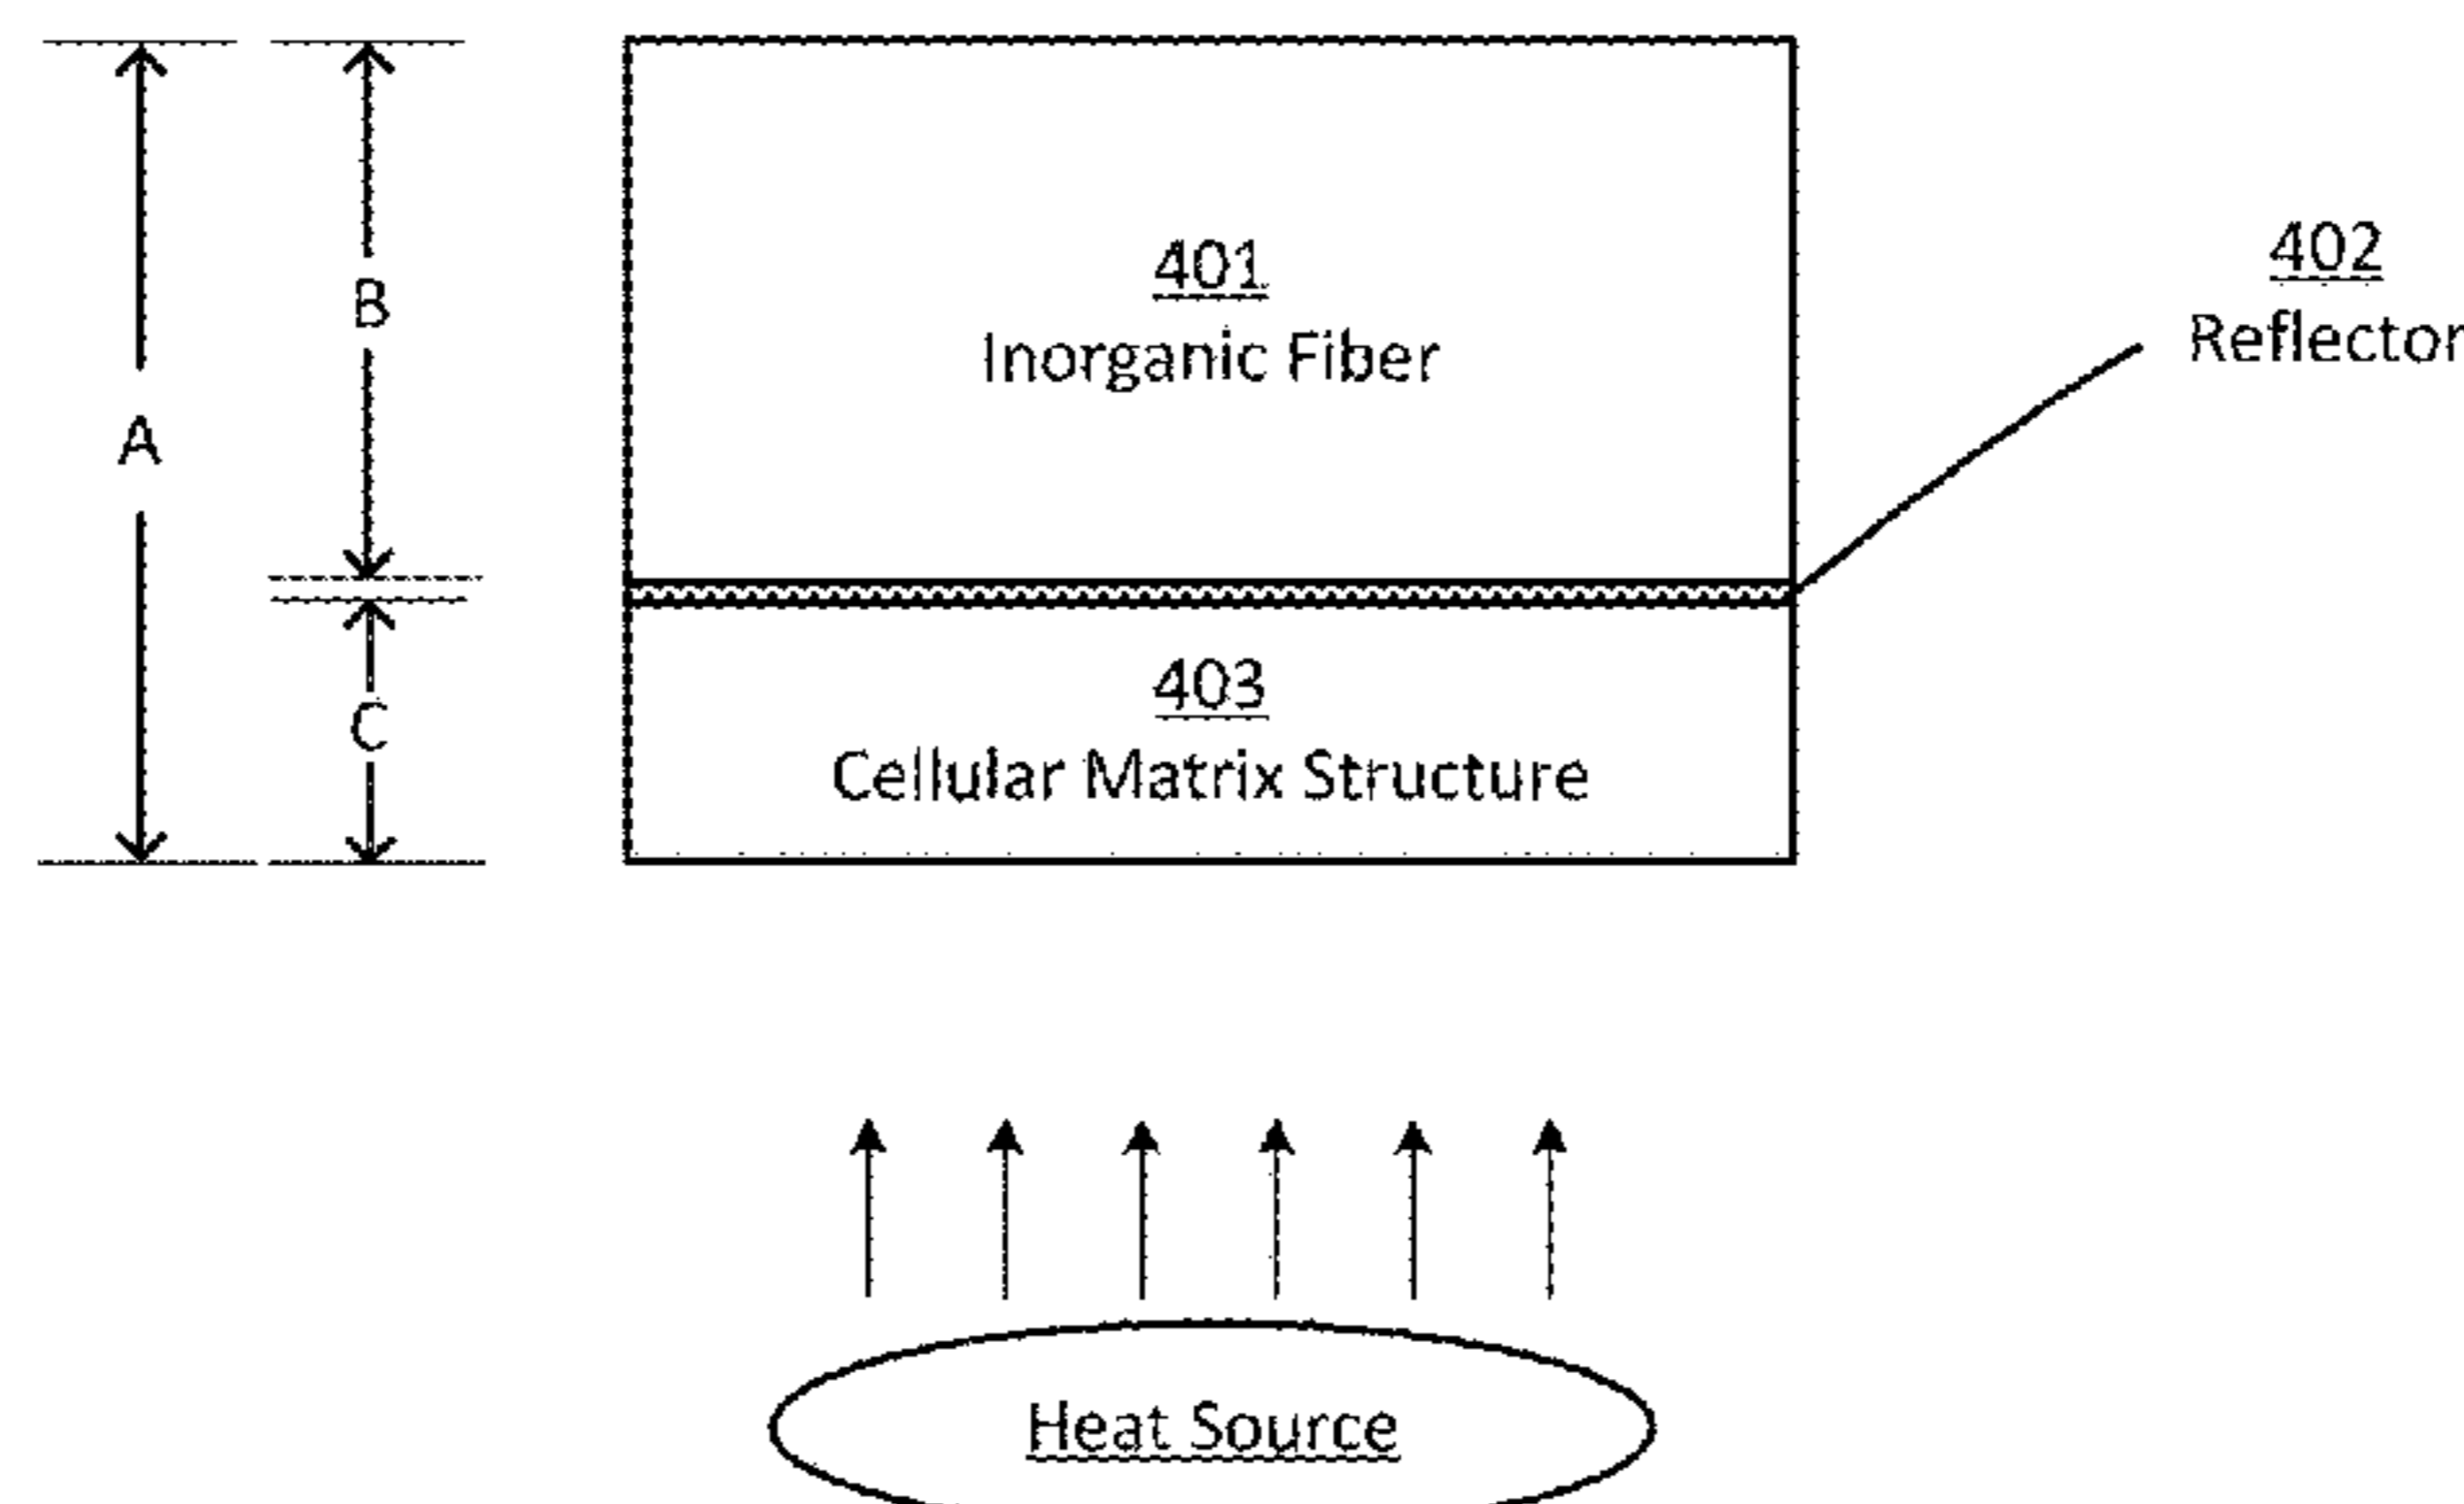 401
Inorganic Fiber
402
Reflector
A
B
403
Cellular Matrix Structure
C
Heat Source